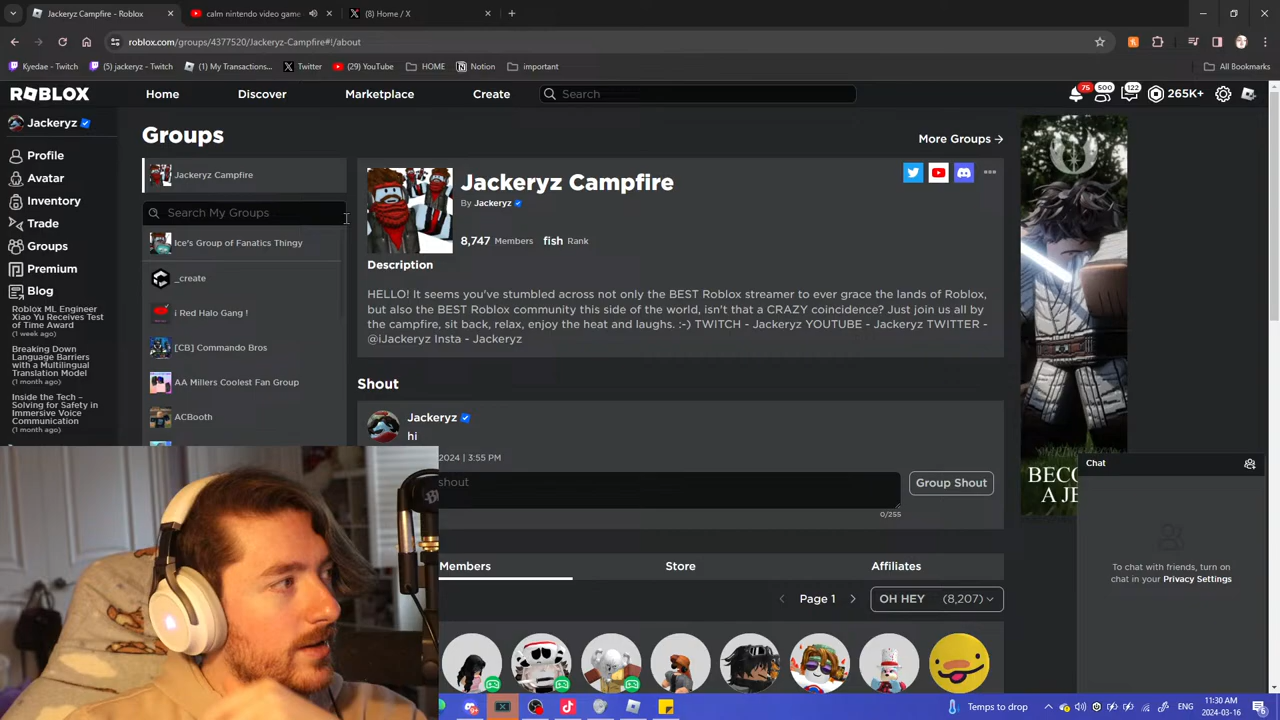 Jackeryz Campfire - Roblox
calm nintendo video game
(8) Home / X
roblox.com/groups/4377520/Jackeryz-Campfire#!/about
Kyedae - Twitch
(5) jackeryz - Twitch
(1) My Transactions...
Twitter
(29) YouTube
HOME
Notion
important
All Bookmarks
ROBLOX
Home
Discover
Marketplace
Create
Search
75
500
122
265K+
Jackeryz
Profile
Avatar
Inventory
Trade
Groups
Premium
Blog
Roblox ML Engineer
Xiao Yu Receives Test
of Time Award
(1 week ago)
Breaking Down
Language Barriers
with a Multilingual
Translation Model
(1 month ago)
Inside the Tech –
Solving for Safety in
Immersive Voice
Communication
(1 month ago)
Groups
More Groups →
Jackeryz Campfire
Search My Groups
Ice's Group of Fanatics Thingy
_create
i Red Halo Gang !
[CB] Commando Bros
AA Millers Coolest Fan Group
ACBooth
Jackeryz Campfire
By Jackeryz
8,747 Members
fish Rank
Description
HELLO! It seems you've stumbled across not only the BEST Roblox streamer to ever grace the lands of Roblox,
but also the BEST Roblox community this side of the world, isn't that a CRAZY coincidence? Just join us all by
the campfire, sit back, relax, enjoy the heat and laughs. :-) TWITCH - Jackeryz YOUTUBE - Jackeryz TWITTER -
@iJackeryz Insta - Jackeryz
Shout
Jackeryz
hi
2024 | 3:55 PM
shout
Group Shout
0/255
Members
Store
Affiliates
Page 1
OH HEY (8,207)
BECO
A JE
Chat
To chat with friends, turn on
chat in your Privacy Settings
Temps to drop
ENG
11:30 AM
2024-03-16
6